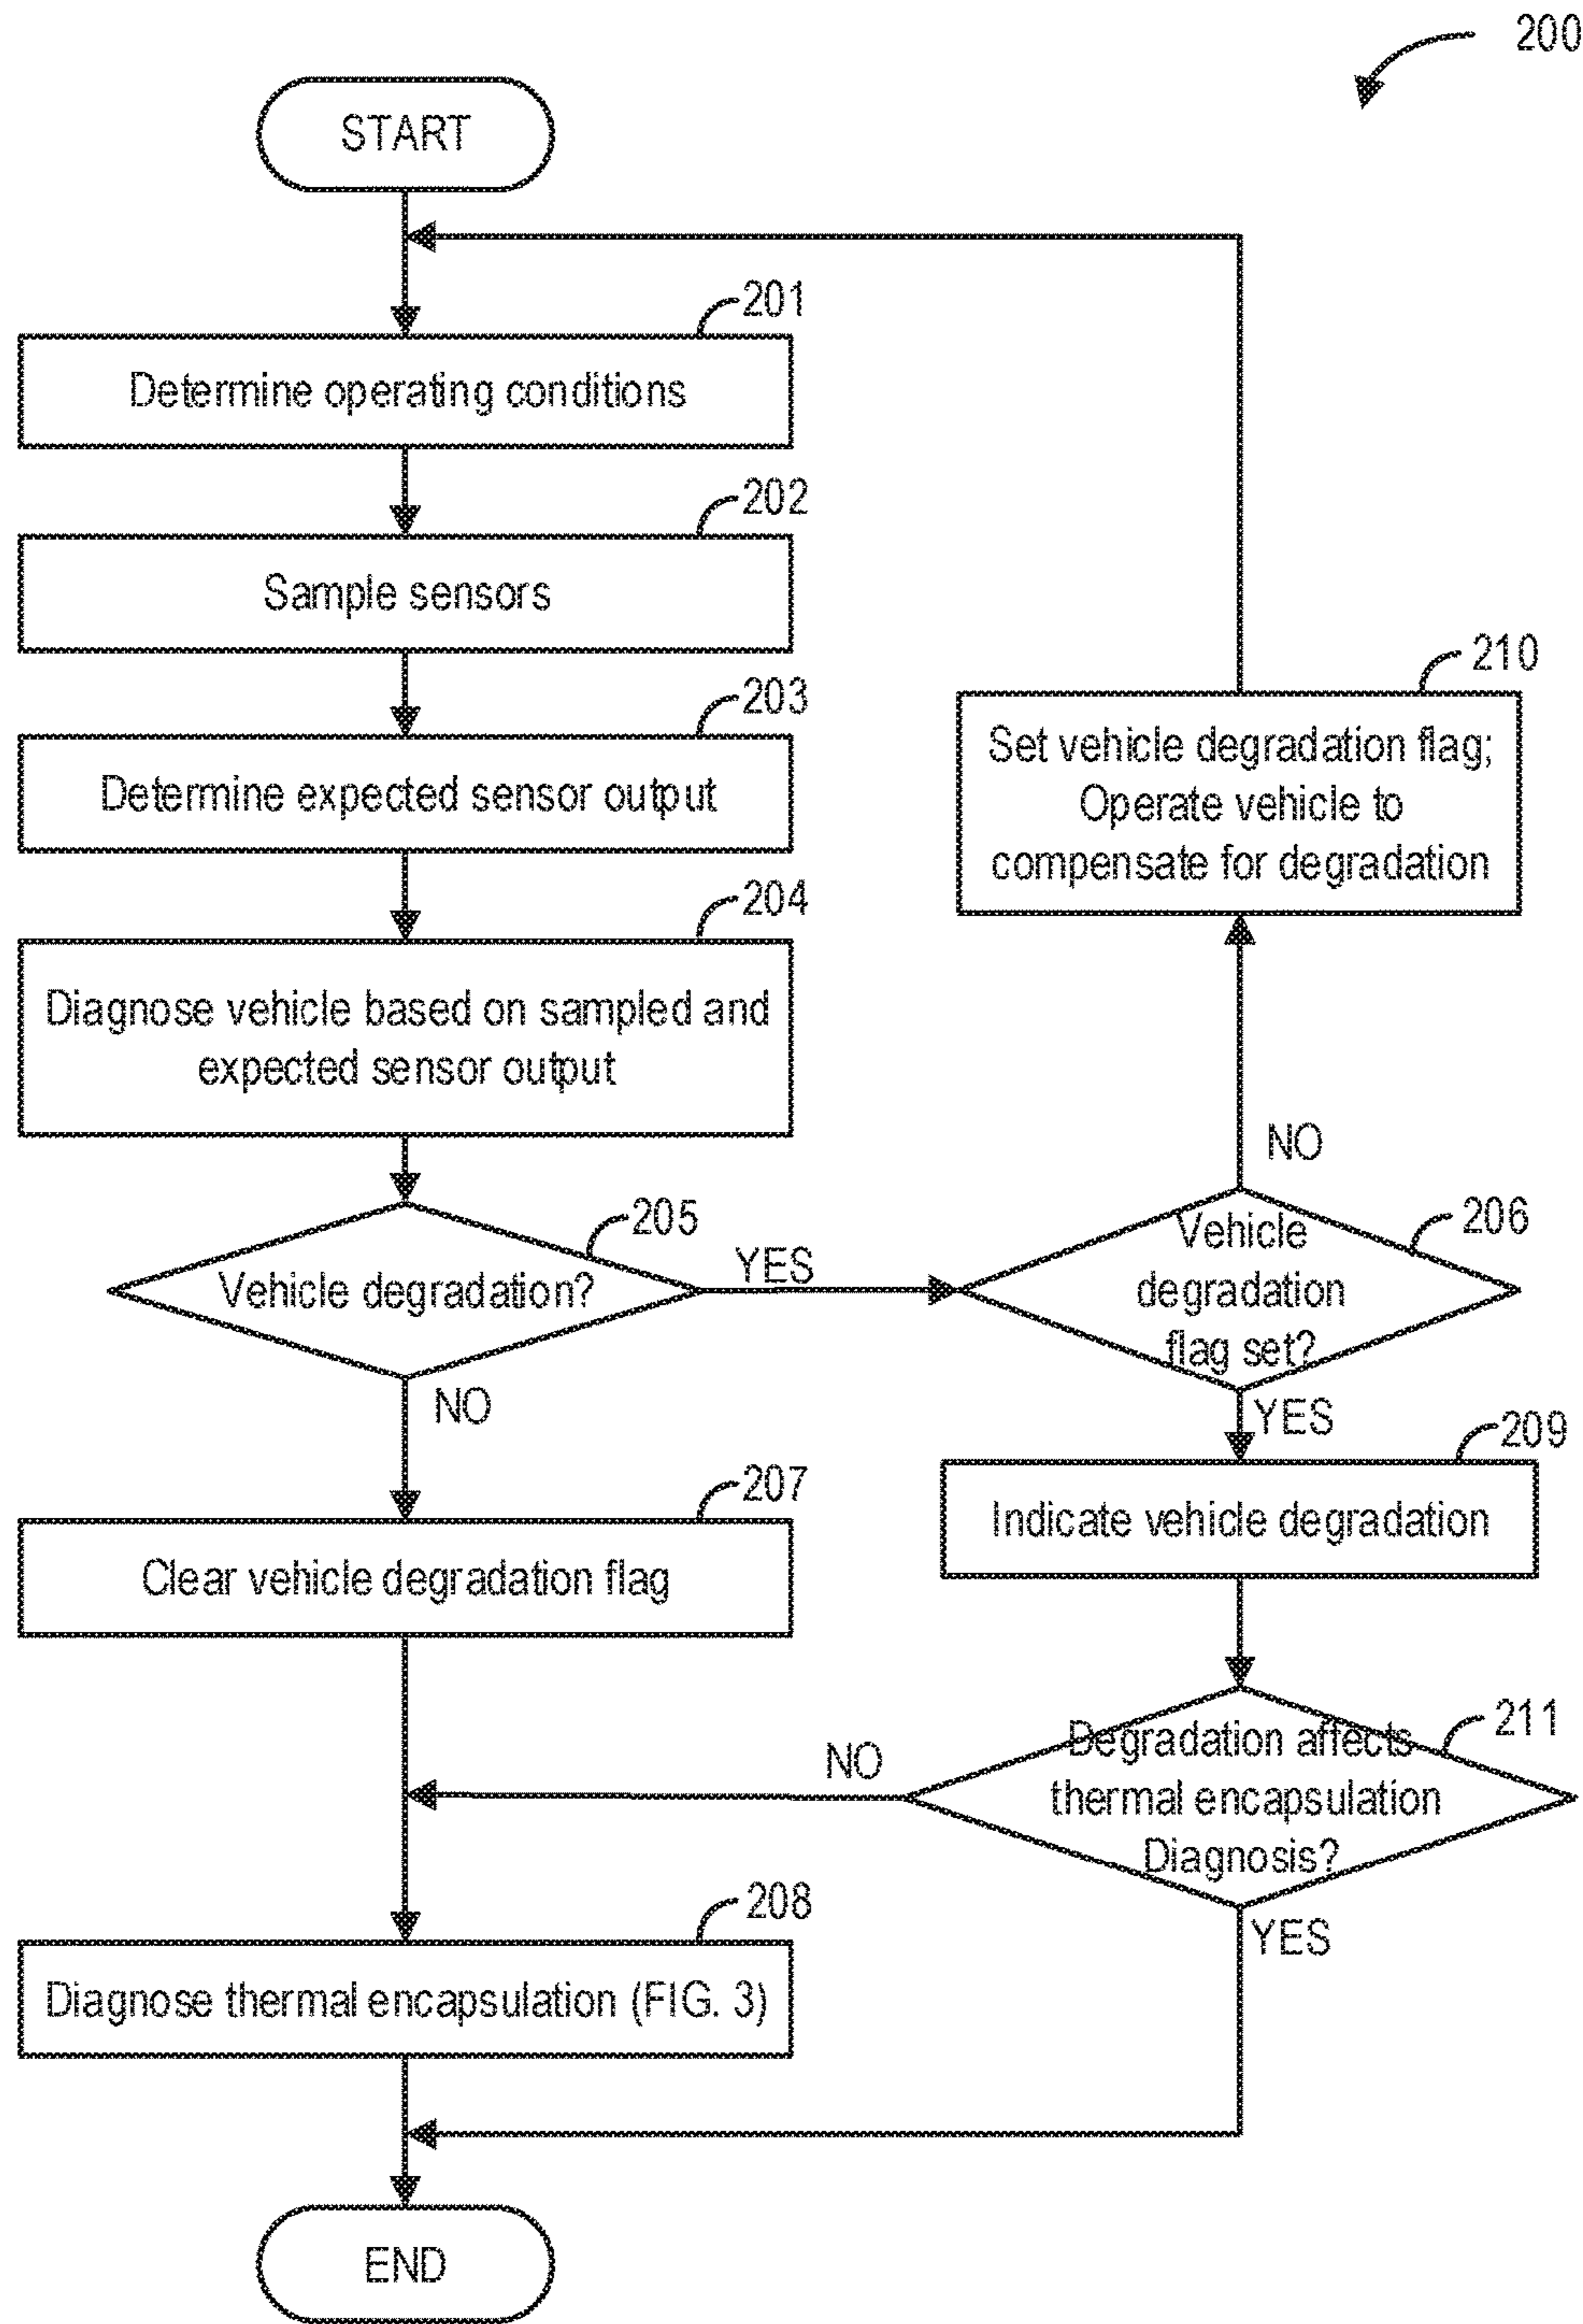 200
START
201
Determine operating conditions
202
Sample sensors
203
Determine expected sensor output
204
Diagnose vehicle based on sampled and
expected sensor output
205
Vehicle degradation?
YES
NO
206
Vehicle
degradation
flag set?
NO
YES
210
Set vehicle degradation flag;
Operate vehicle to
compensate for degradation
207
Clear vehicle degradation flag
209
Indicate vehicle degradation
211
Degradation affects
thermal encapsulation
Diagnosis?
NO
YES
208
Diagnose thermal encapsulation (FIG. 3)
END